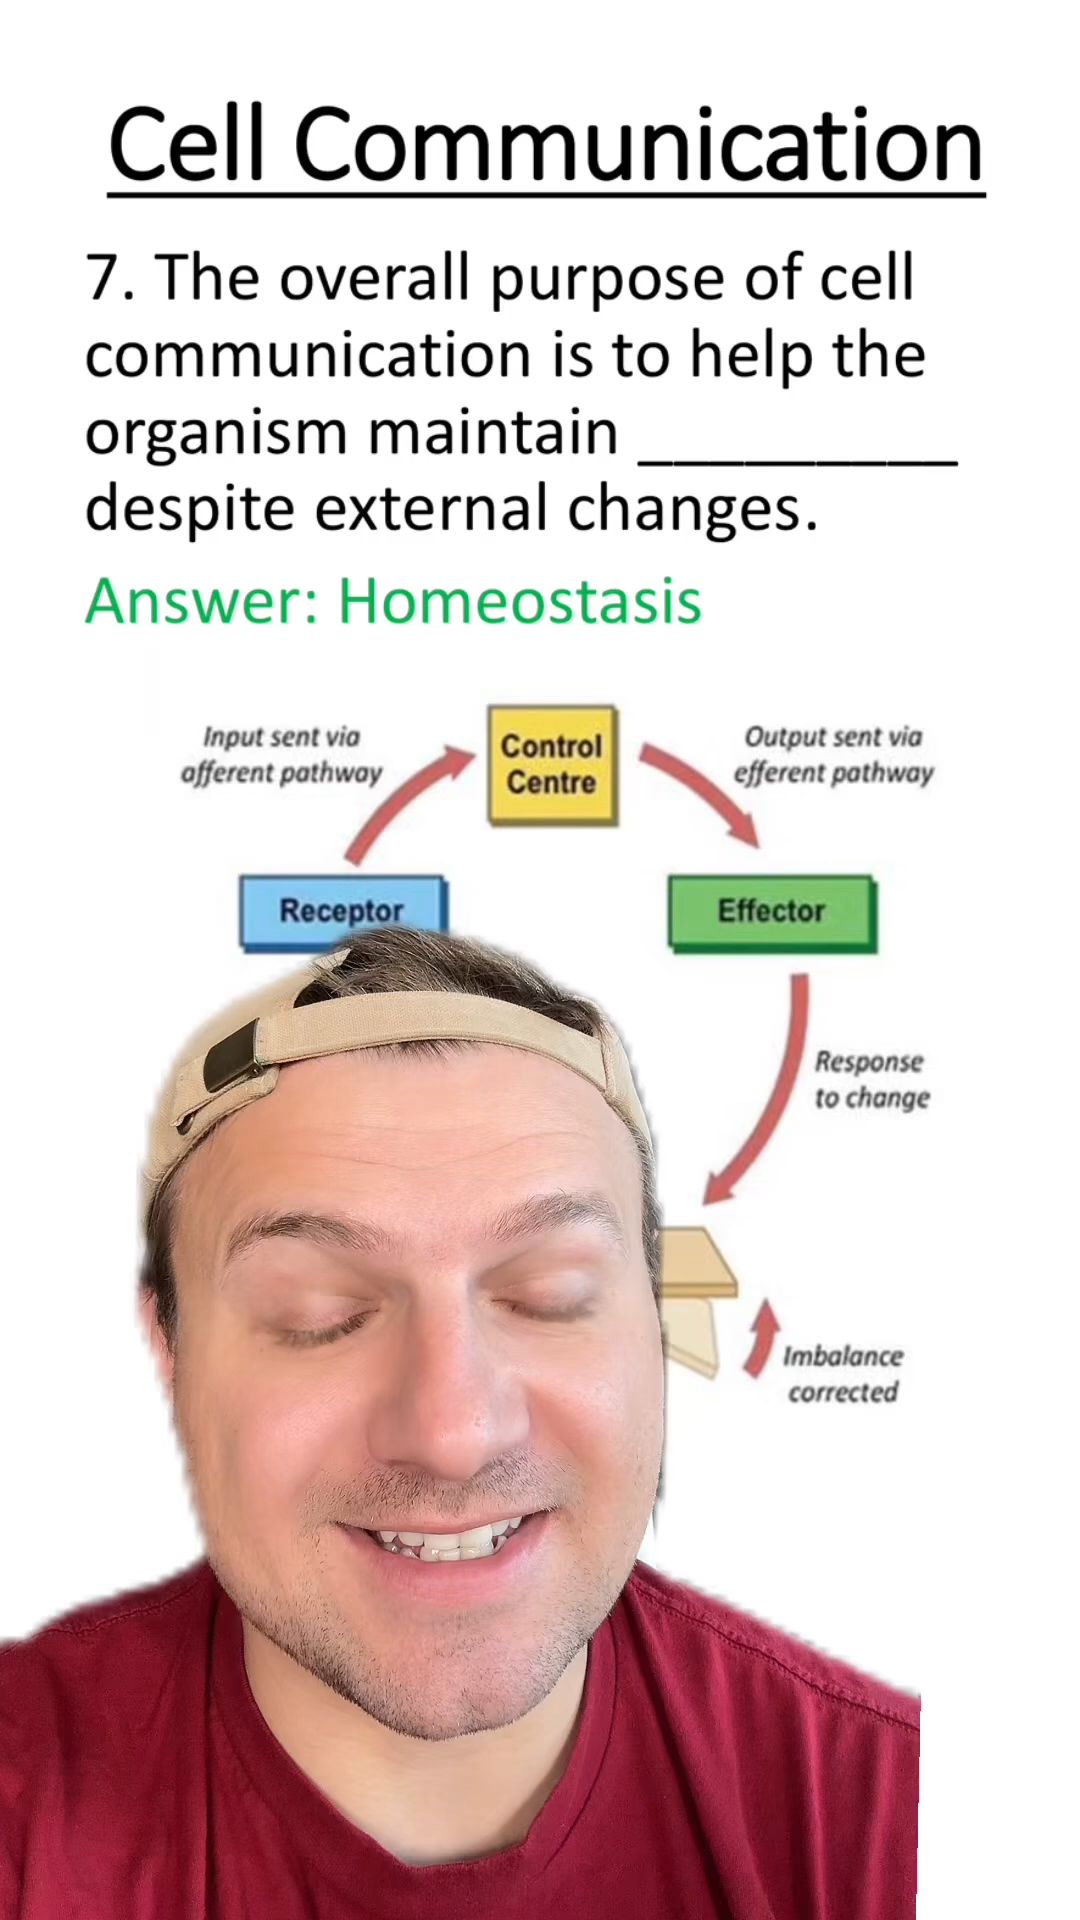 Cell Communication
7. The overall purpose of cell
communication is to help the
organism maintain _________
despite external changes.
Answer: Homeostasis
Input sent via
afferent pathway
Control
Centre
Output sent via
efferent pathway
Receptor
Effector
Response
to change
Imbalance
corrected